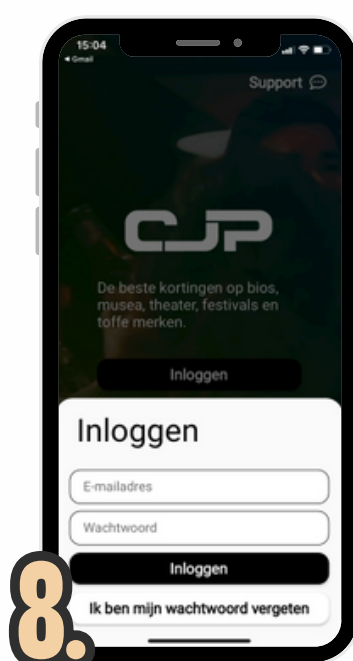 15:04
◀ Gmail
Support
CJP
De beste kortingen op bios,
musea, theater, festivals en
toffe merken.
Inloggen
Inloggen
E-mailadres
Wachtwoord
Inloggen
Ik ben mijn wachtwoord vergeten
8.